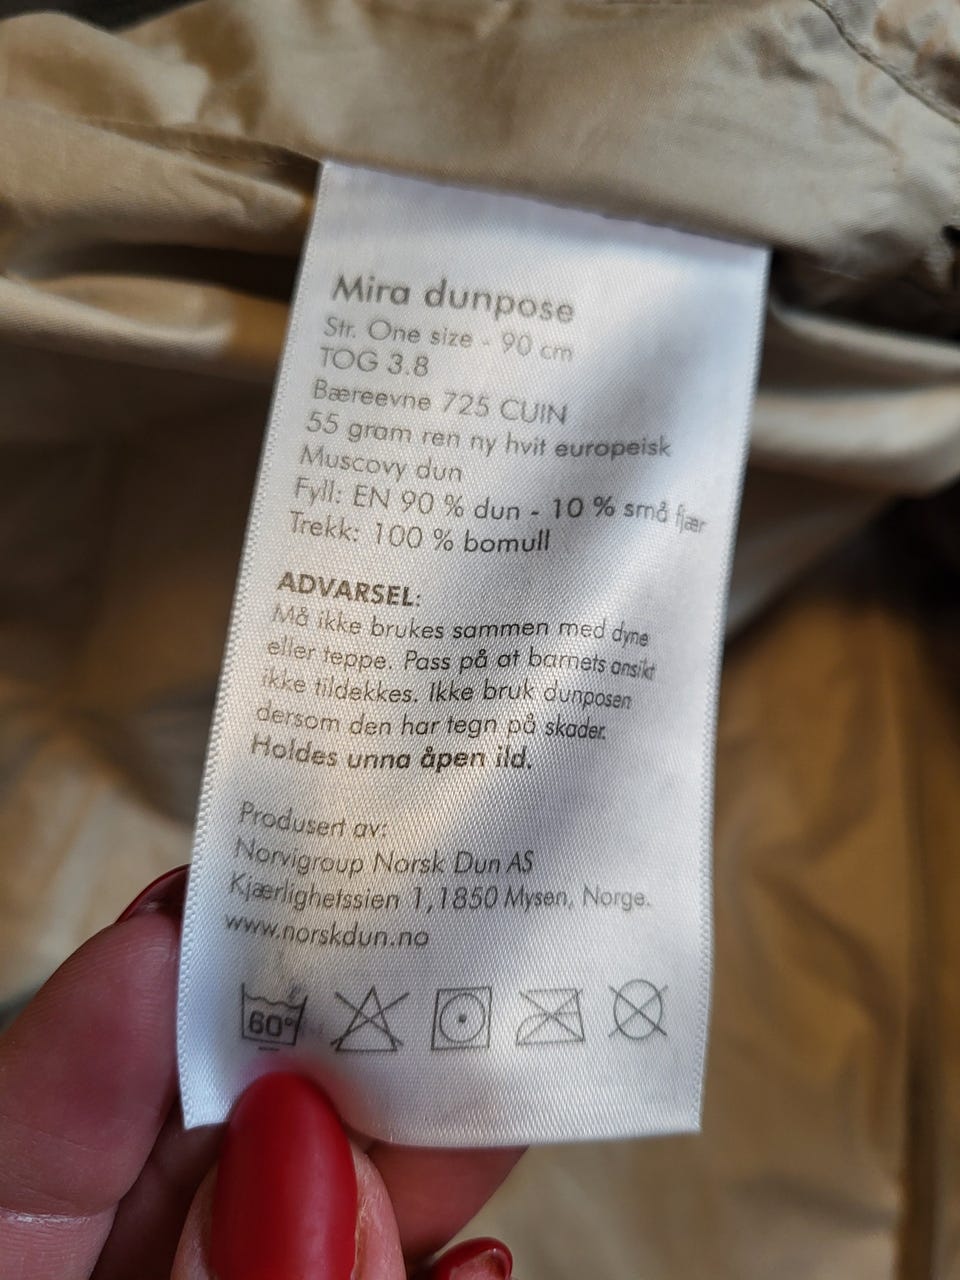 Mira dunpose
Str. One size - 90 cm
TOG 3.8
Bæreevne 725 CUIN
55 gram ren ny hvit europeisk
Muscovy dun
Fyll: EN 90 % dun - 10 % små fjær
Trekk: 100 % bomull
ADVARSEL:
Må ikke brukes sammen med dyne
eller teppe. Pass på at barnets ansikt
ikke tildekkes. Ikke bruk dunposen
dersom den har tegn på skader.
Holdes unna åpen ild.
Produsert av:
Norvigroup Norsk Dun AS
Kjærlighetsstien 1,1850 Mysen, Norge.
www.norskdun.no
60°